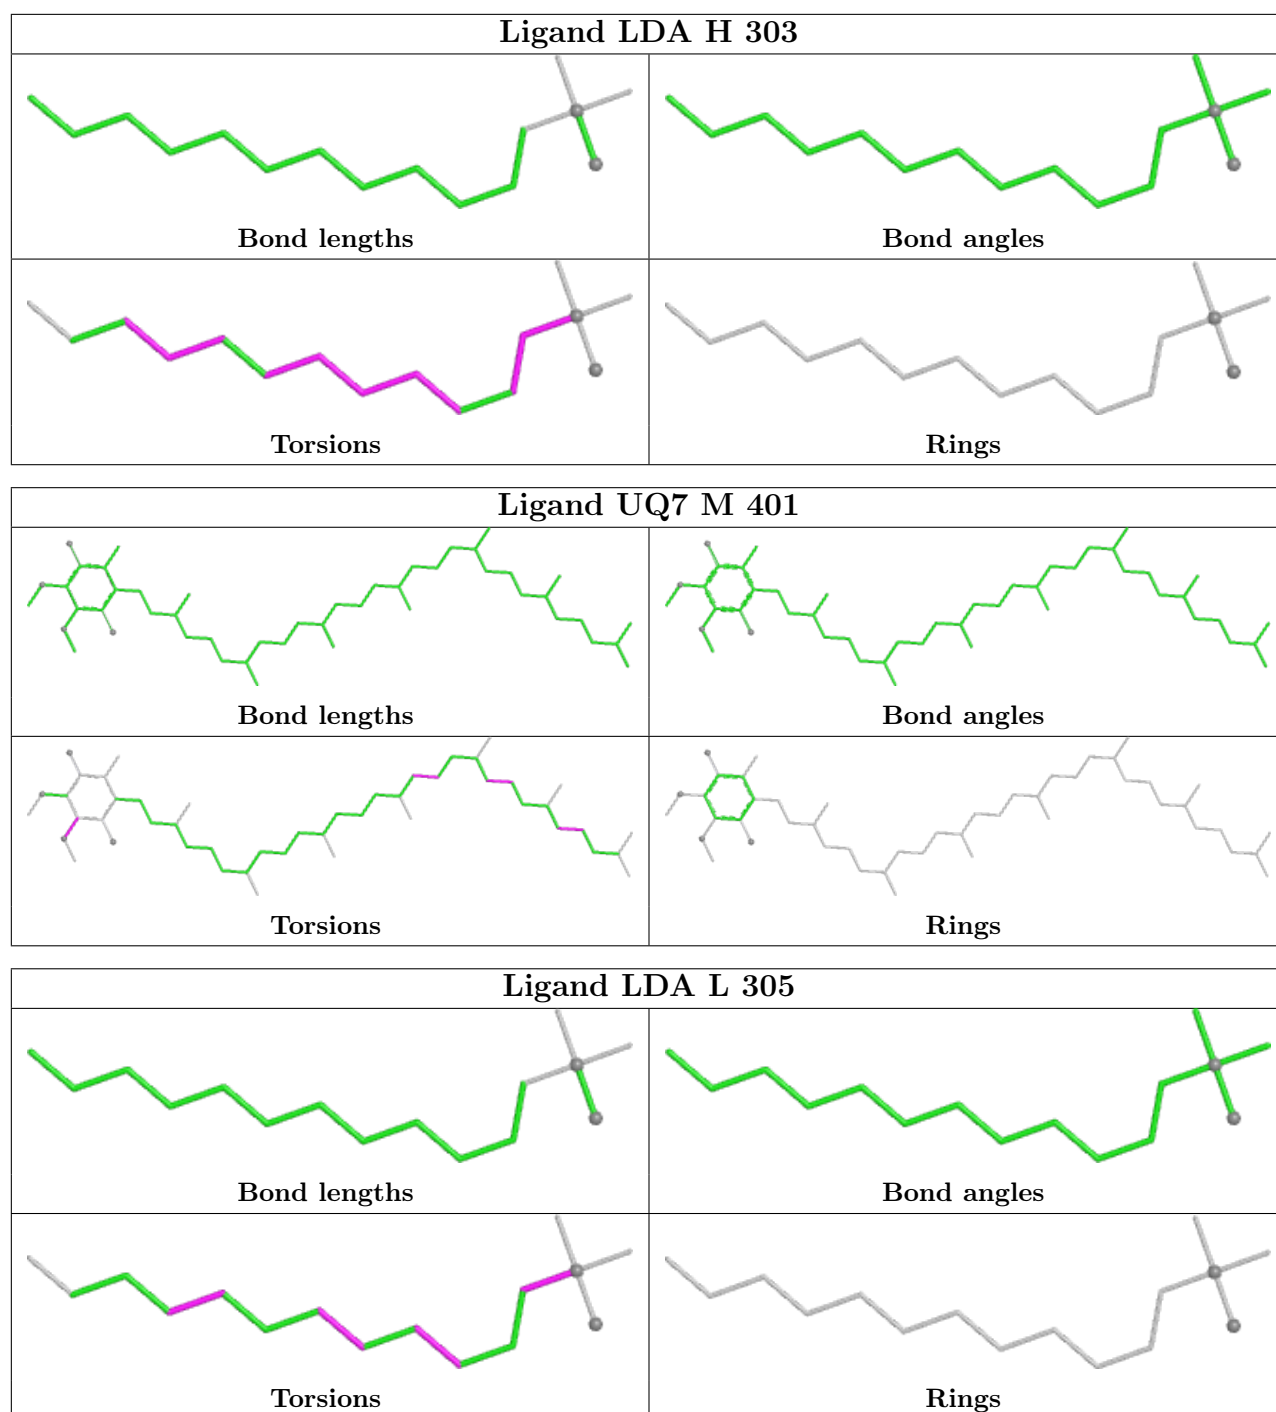 Ligand LDA H 303
Bond lengths
Bond angles
Torsions
Rings
Ligand UQ7 M 401
Bond lengths
Bond angles
Torsions
Rings
Ligand LDA L 305
Bond lengths
Bond angles
Torsions
Rings